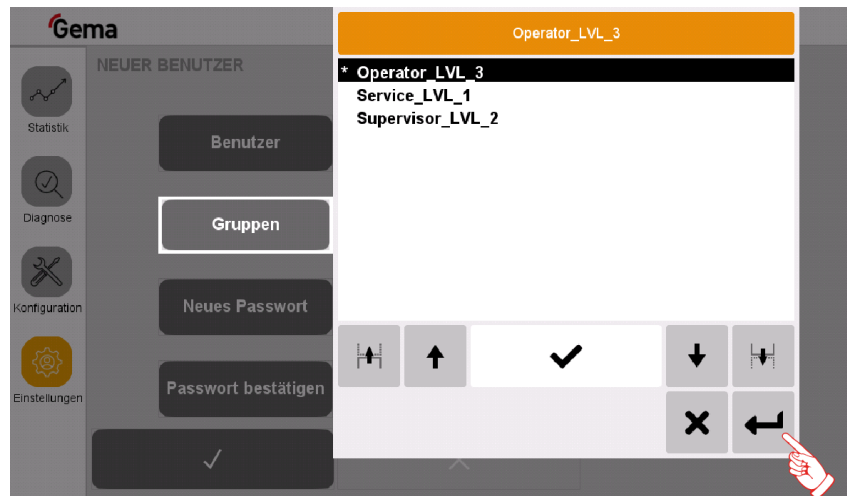 Gema
NEUER BENUTZER
Statistik
Diagnose
Konfiguration
Einstellungen
Benutzer
Gruppen
Neues Passwort
Passwort bestätigen
Operator_LVL_3
* Operator_LVL_3
Service_LVL_1
Supervisor_LVL_2